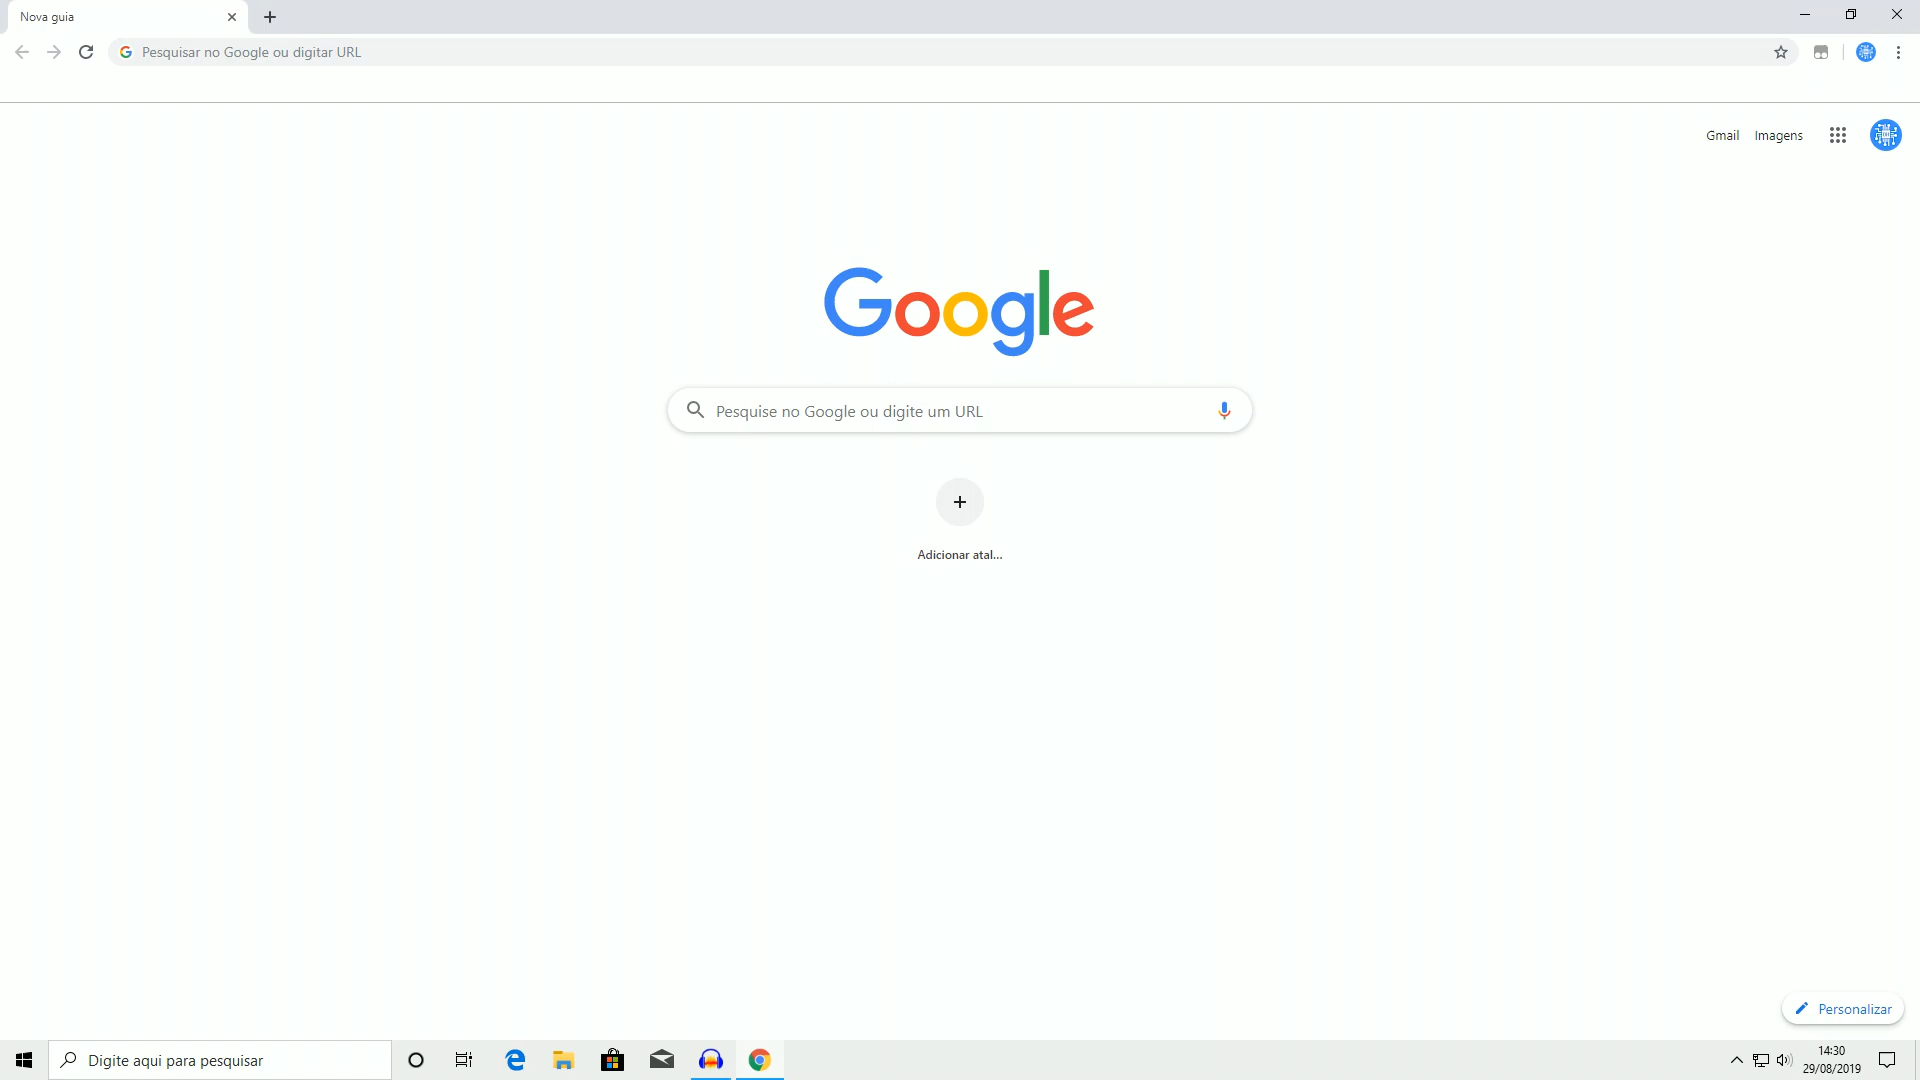 Nova guia
Pesquisar no Google ou digitar URL
Gmail Imagens
Google
Pesquise no Google ou digite um URL
Adicionar atal...
Personalizar
Digite aqui para pesquisar
14:30
29/08/2019